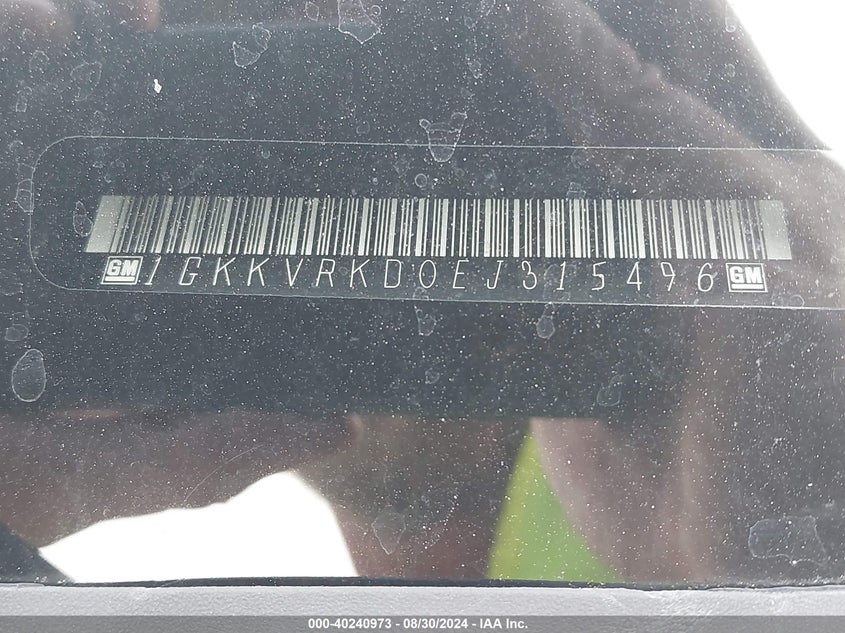 GM 1GKKVRKD0EJ315496 GM
000-40240973 - 08/30/2024 - IAA Inc.